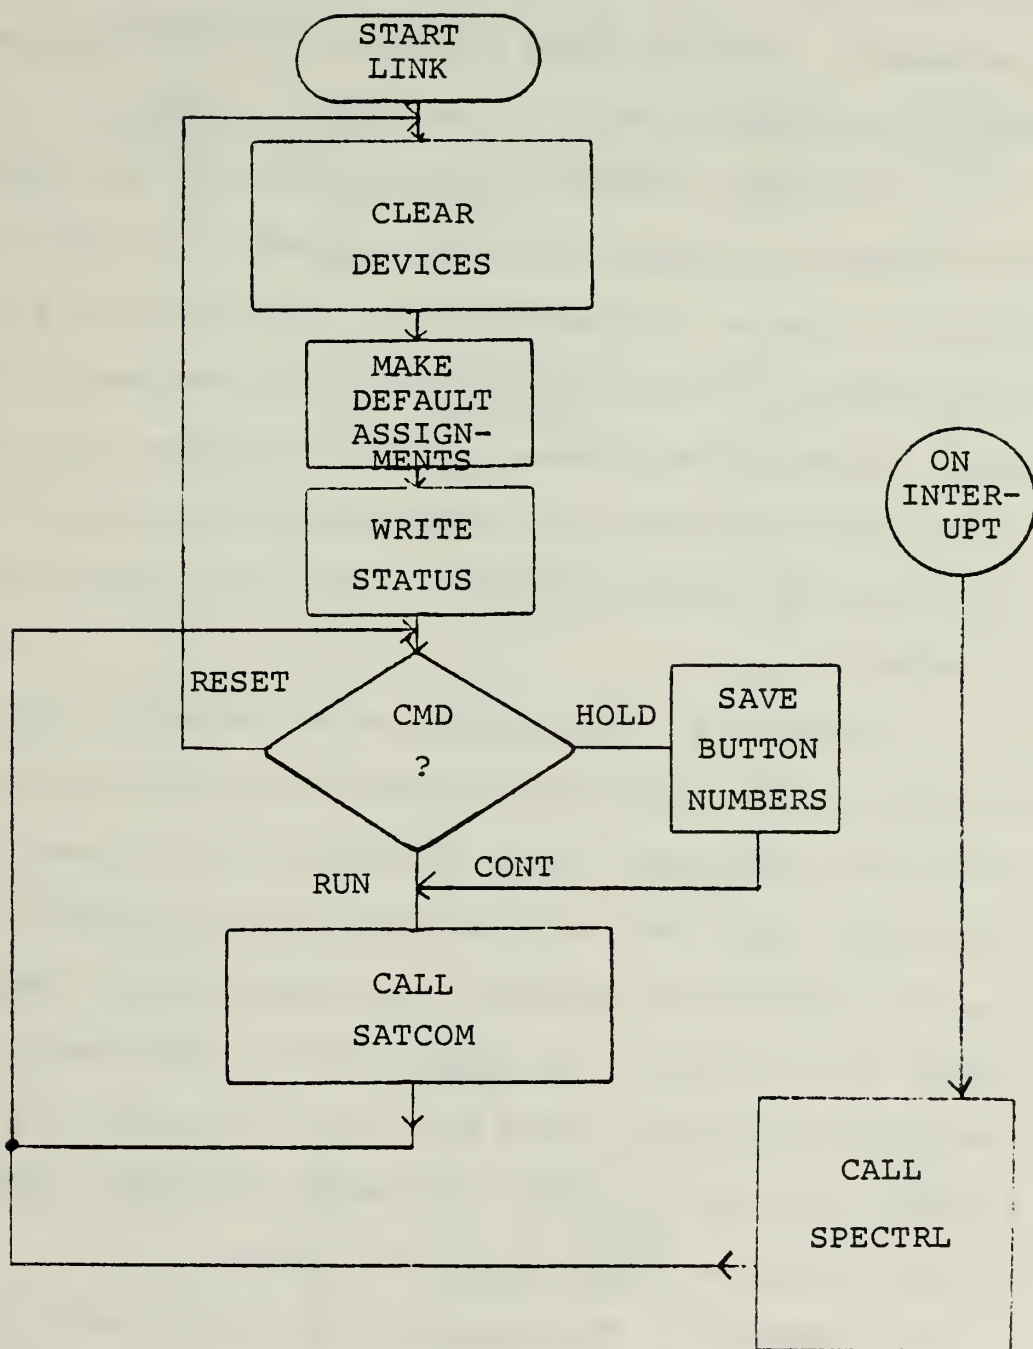 START
LINK
CLEAR
DEVICES
MAKE
DEFAULT
ASSIGN-
MENTS
WRITE
STATUS
ON
INTER-
UPT
RESET
CMD
?
HOLD
SAVE
BUTTON
NUMBERS
RUN
CONT
CALL
SATCOM
CALL
SPECTRL